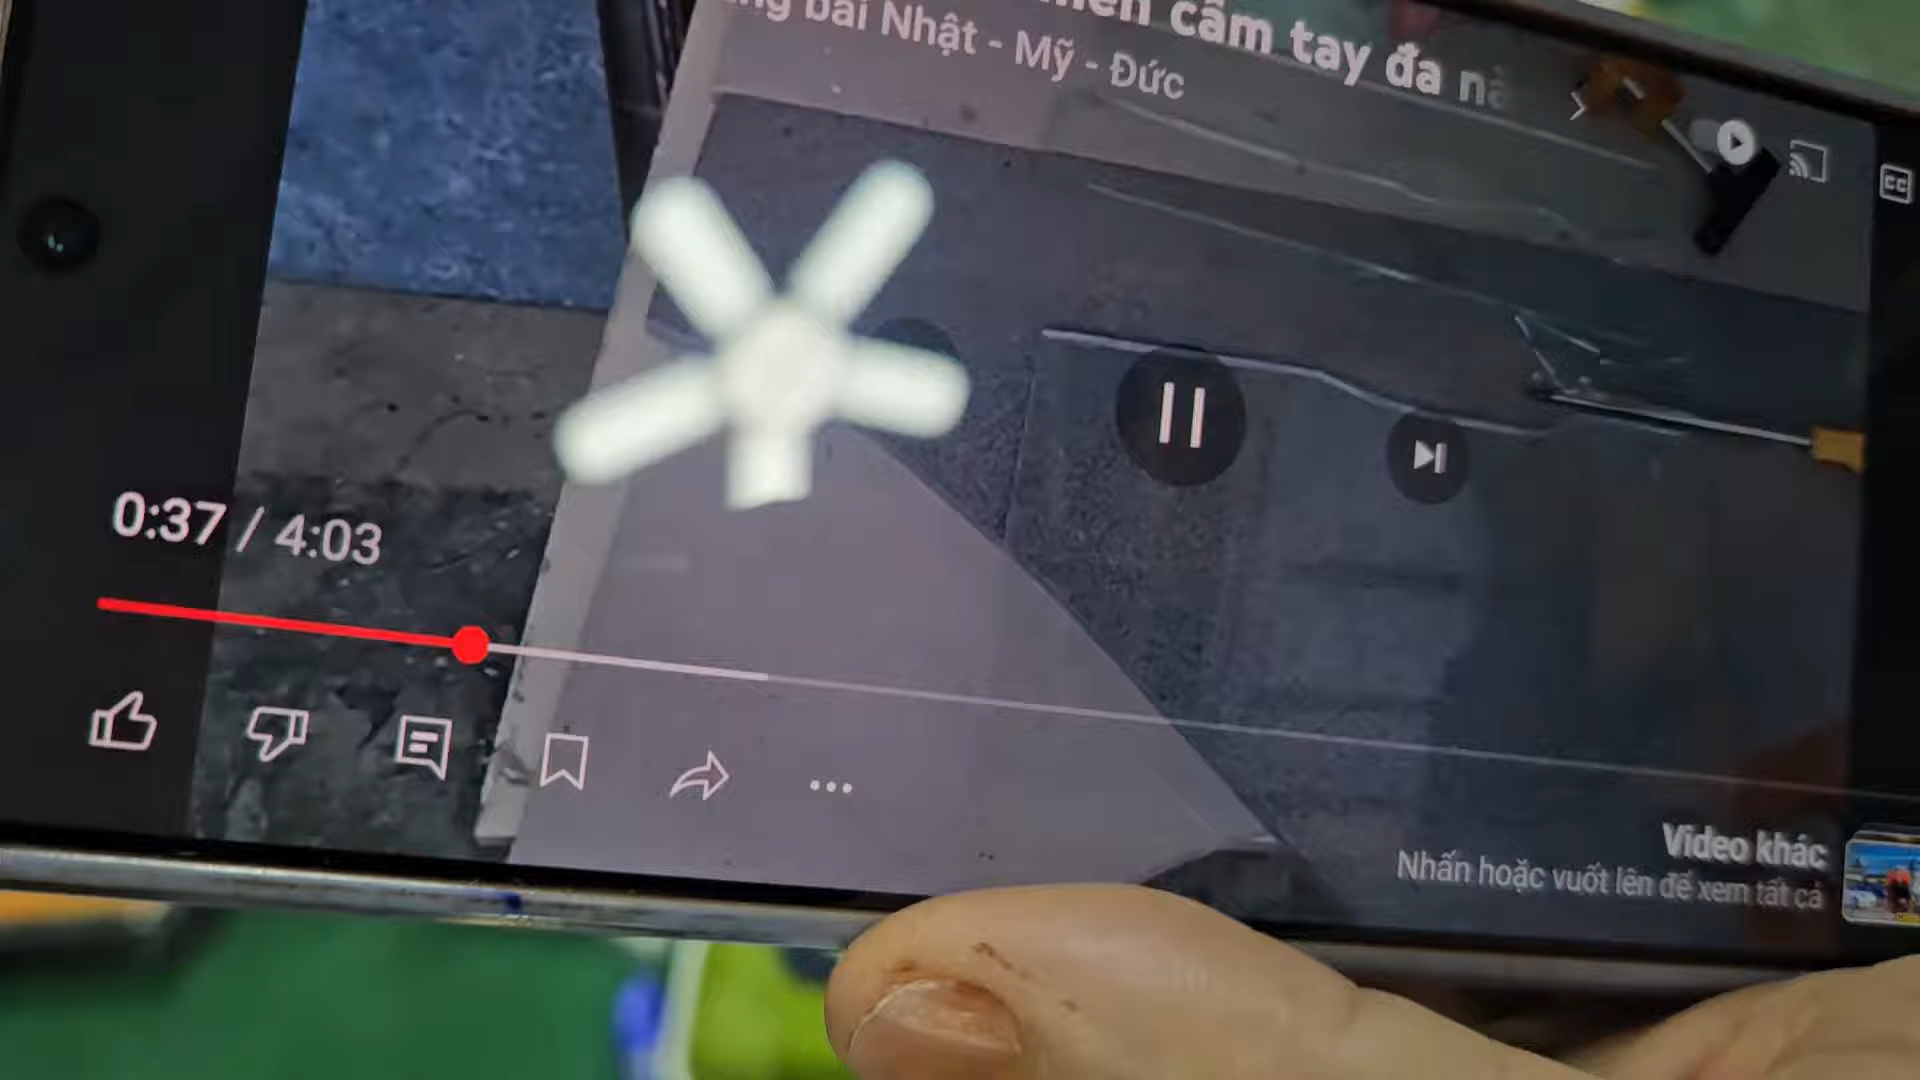 cầm tay đa
bãi Nhật - Mỹ - Đức
CC
0:37 / 4:03
Video khác
Nhấn hoặc vuốt lên để xem tất cả